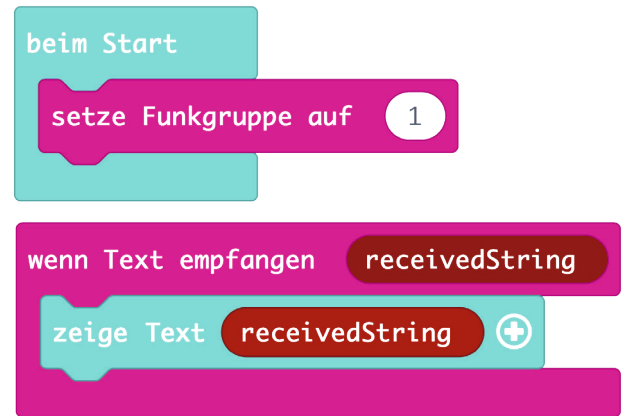 beim Start
setze Funkgruppe auf 1
wenn Text empfangen receivedString
zeige Text receivedString